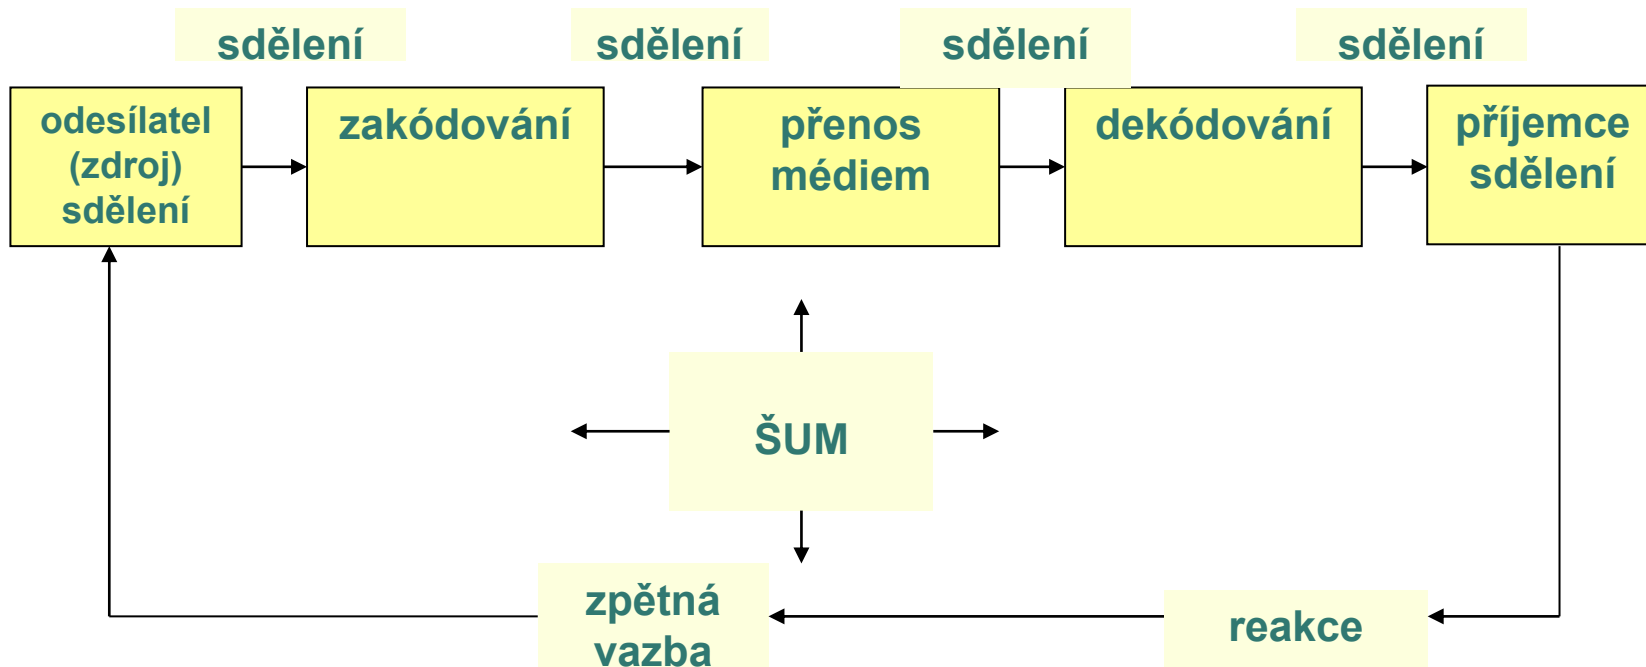 sdělení
sdělení
sdělení
sdělení
odesílatel
(zdroj)
sdělení
zakódování
přenos
médiem
dekódování
příjemce
sdělení
ŠUM
zpětná
vazba
reakce